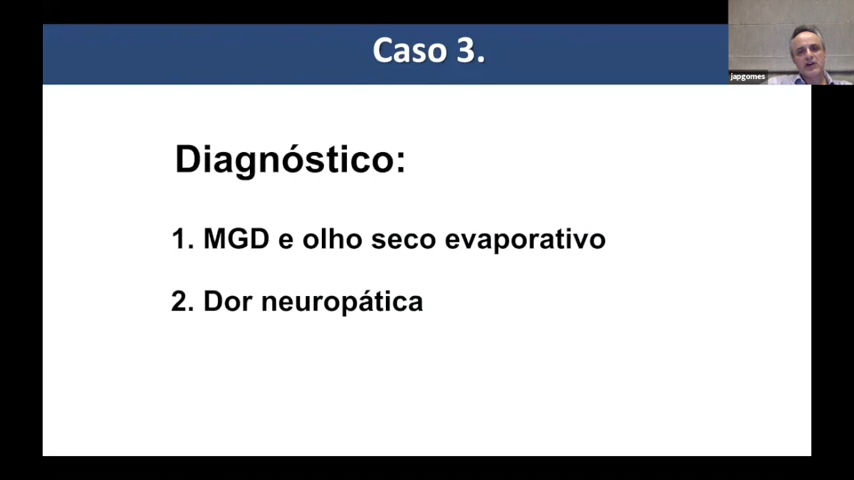 Caso 3.
japgomes
Diagnóstico:
1. MGD e olho seco evaporativo
2. Dor neuropática